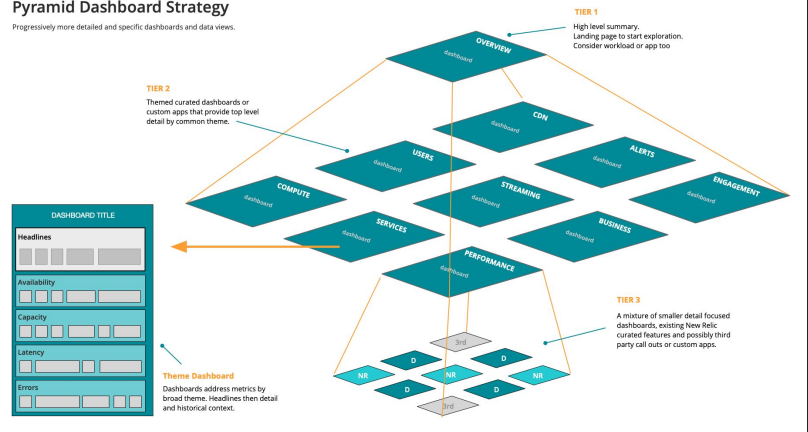 Pyramid Dashboard Strategy
Progressively more detailed and specific dashboards and data views.
TIER 1
High level summary.
Landing page to start exploration.
Consider workload or app too
OVERVIEW
dashboard
TIER 2
Themed curated dashboards or
custom apps that provide top level
detail by common theme.
CDN
dashboard
USERS
dashboard
ALERTS
dashboard
COMPUTE
dashboard
STREAMING
dashboard
ENGAGEMENT
dashboard
SERVICES
dashboard
BUSINESS
dashboard
PERFORMANCE
dashboard
DASHBOARD TITLE
Headlines
Availability
Capacity
Latency
Errors
Theme Dashboard
Dashboards address metrics by
broad theme. Headlines then detail
and historical context.
TIER 3
A mixture of smaller detail focused
dashboards, existing New Relic
curated features and possibly third
party call outs or custom apps.
3rd
D
D
NR
NR
NR
D
D
3rd